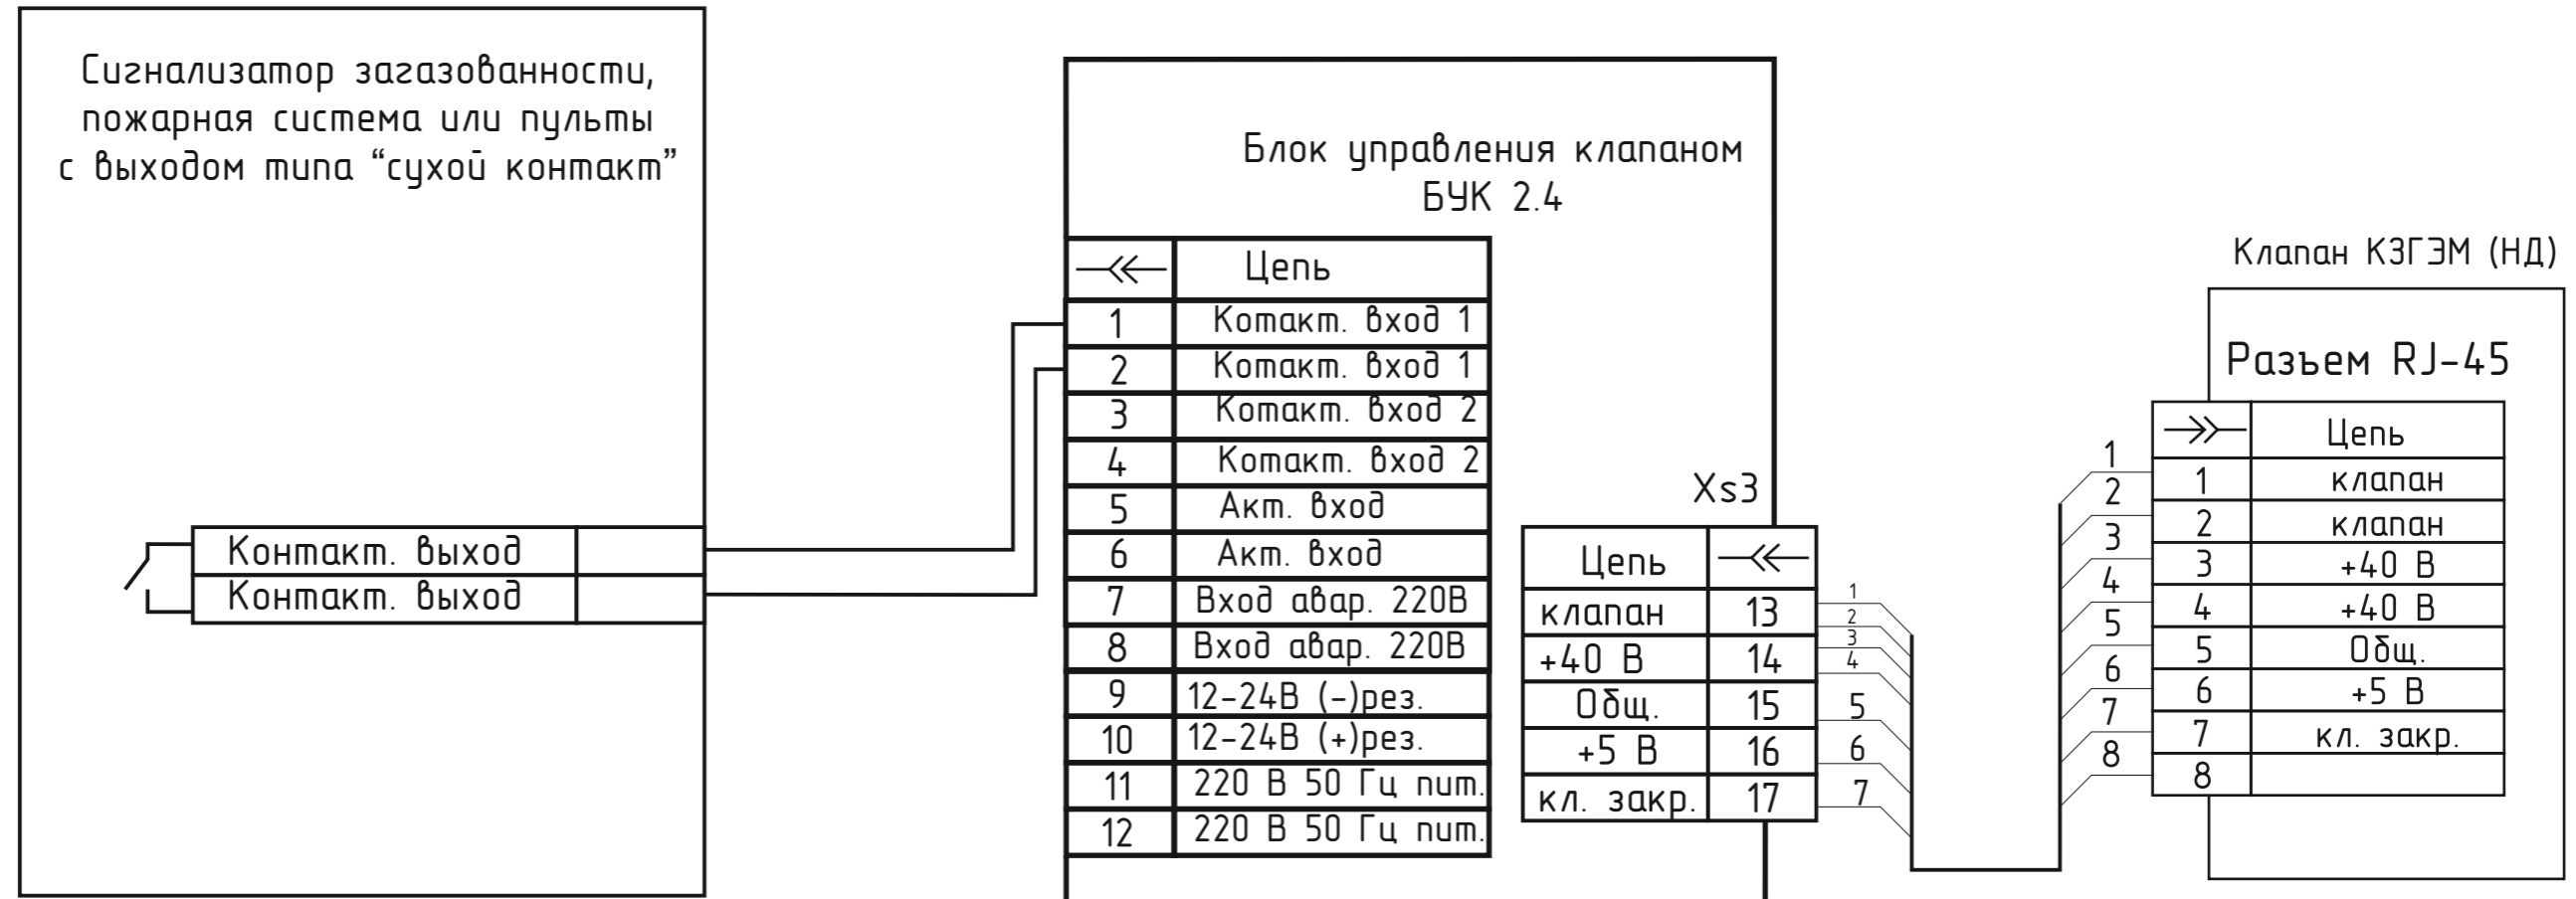 Сигнализатор загазованности,
пожарная система или пульты
с выходом типа “сухой контакт”
Контакт. выход
Контакт. выход
Блок управления клапаном
БУК 2.4
Цепь
1 Котакт. вход 1
2 Котакт. вход 1
3 Котакт. вход 2
4 Котакт. вход 2
5 Акт. вход
6 Акт. вход
7 Вход авар. 220В
8 Вход авар. 220В
9 12-24В (-)рез.
10 12-24В (+)рез.
11 220 В 50 Гц пит.
12 220 В 50 Гц пит.
Xs3
Цепь
клапан 13
+40 В 14
Общ. 15
+5 В 16
кл. закр. 17
1
2
3
4
5
6
7
1
2
3
4
5
6
7
8
Клапан КЗГЭМ (НД)
Разъем RJ-45
Цепь
1 клапан
2 клапан
3 +40 В
4 +40 В
5 Общ.
6 +5 В
7 кл. закр.
8